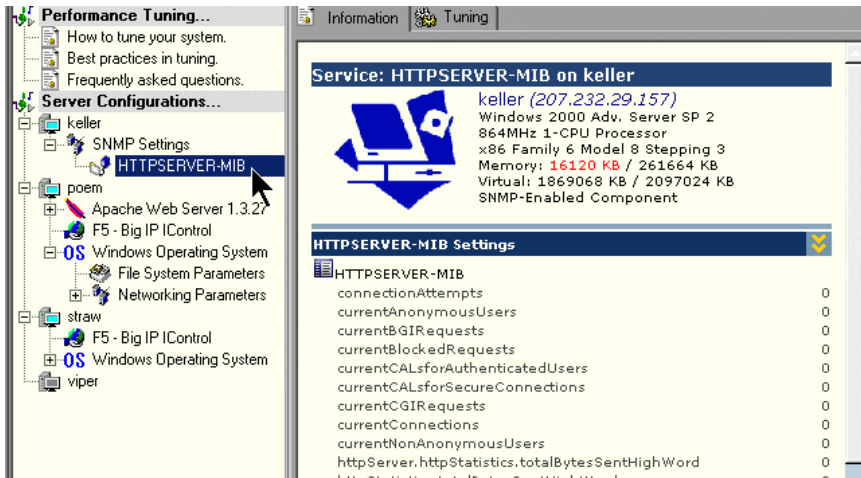 Performance Tuning...
How to tune your system.
Best practices in tuning.
Frequently asked questions.
Server Configurations...
keller
SNMP Settings
HTTPSERVER-MIB
poem
Apache Web Server 1.3.27
F5 - Big IP IControl
OS Windows Operating System
File System Parameters
Networking Parameters
straw
F5 - Big IP IControl
OS Windows Operating System
viper
Information Tuning
Service: HTTPSERVER-MIB on keller
keller (207.232.29.157)
Windows 2000 Adv. Server SP 2
864MHz 1-CPU Processor
x86 Family 6 Model 8 Stepping 3
Memory: 16120 KB / 261664 KB
Virtual: 1869068 KB / 2097024 KB
SNMP-Enabled Component
HTTPSERVER-MIB Settings
HTTPSERVER-MIB
connectionAttempts 0
currentAnonymousUsers 0
currentBGIRequests 0
currentBlockedRequests 0
currentCALsforAuthenticatedUsers 0
currentCALsforSecureConnections 0
currentCGIRequests 0
currentConnections 0
currentNonAnonymousUsers 0
httpServer.httpStatistics.totalBytesSentHighWord 0